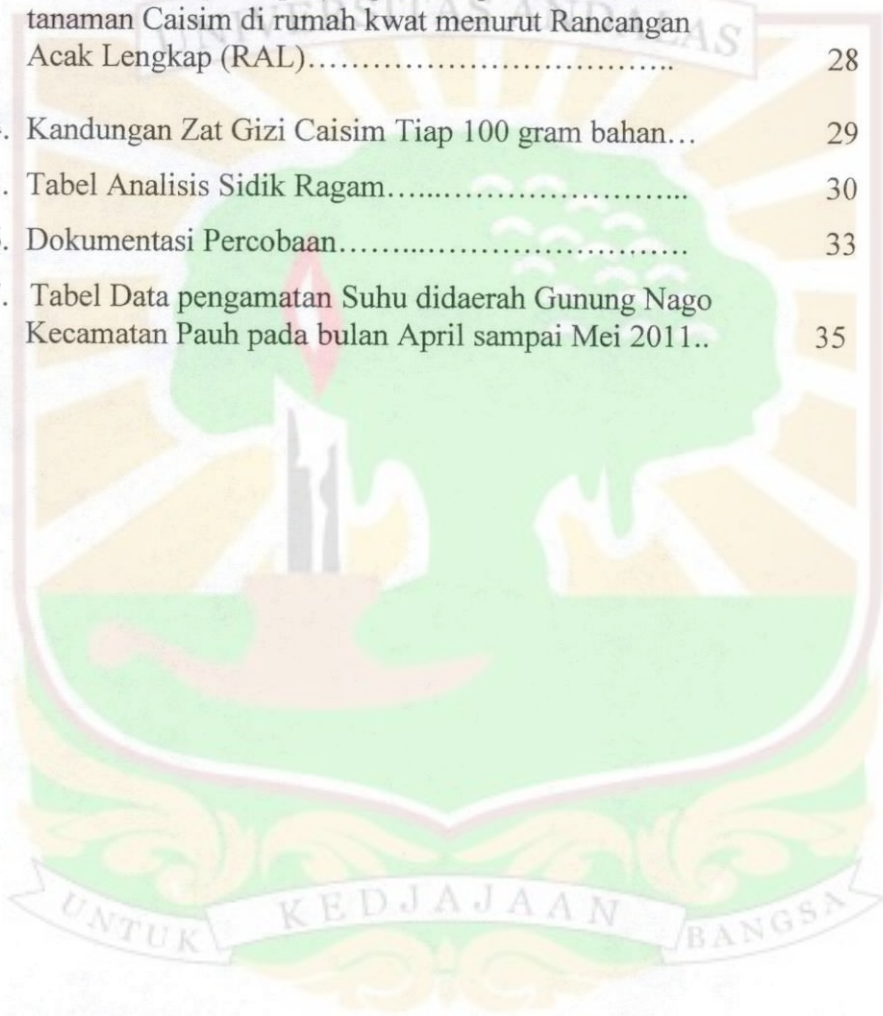 UNIVERSITAS ANDALAS
tanaman Caisim di rumah kwat menurut Rancangan
Acak Lengkap (RAL)……………………………….. 28
. Kandungan Zat Gizi Caisim Tiap 100 gram bahan… 29
. Tabel Analisis Sidik Ragam…...…………………….. 30
. Dokumentasi Percobaan……...……………………… 33
. Tabel Data pengamatan Suhu didaerah Gunung Nago
Kecamatan Pauh pada bulan April sampai Mei 2011.. 35
UNTUK KEDJAJAAN BANGSA